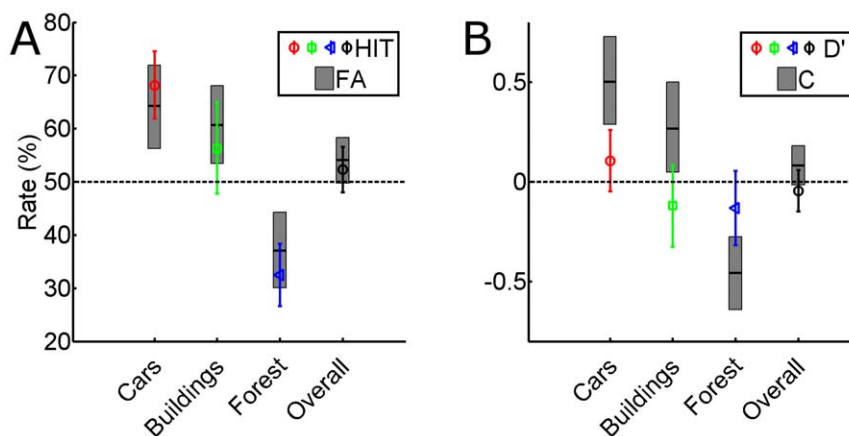 A
HIT
FA
Rate (%)
80
70
60
50
40
30
20
Cars
Buildings
Forest
Overall
B
D'
C
0.5
0
-0.5
Cars
Buildings
Forest
Overall